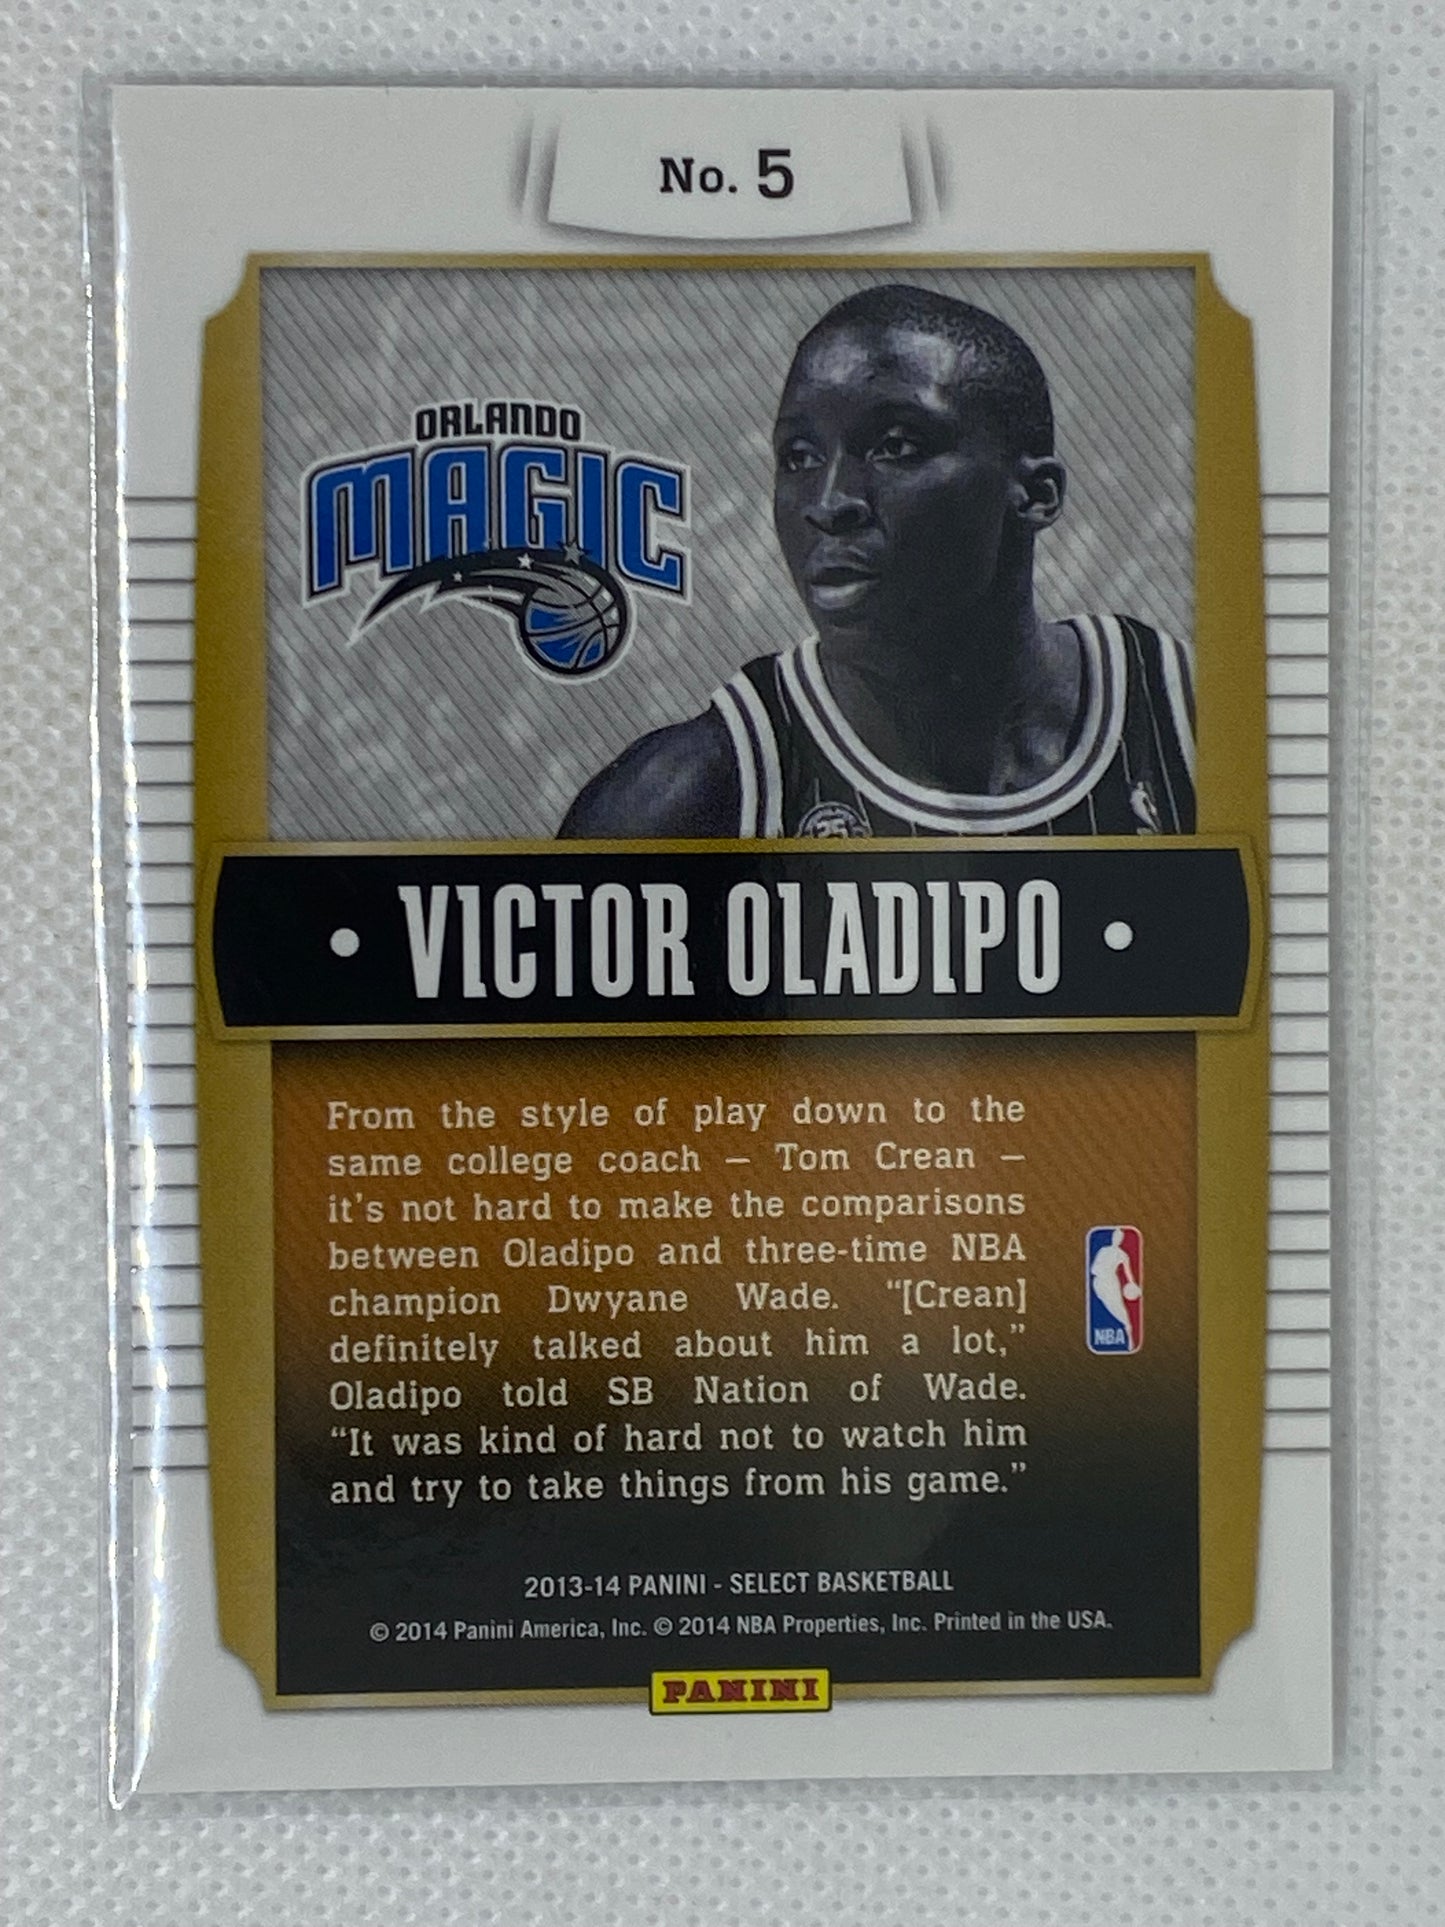 No. 5
ORLANDO
MAGIC
125
VICTOR OLADIPO
From the style of play down to the
same college coach – Tom Crean –
it's not hard to make the comparisons
between Oladipo and three-time NBA
champion Dwyane Wade. “[Crean]
definitely talked about him a lot,”
Oladipo told SB Nation of Wade.
“It was kind of hard not to watch him
and try to take things from his game.”
NBA
2013-14 PANINI - SELECT BASKETBALL
© 2014 Panini America, Inc. © 2014 NBA Properties, Inc. Printed in the USA.
PANINI